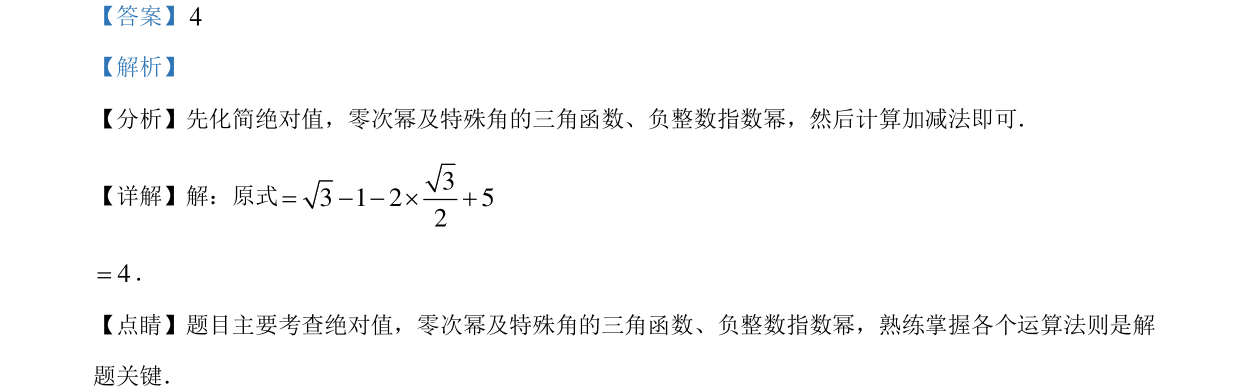 【答案】4
【解析】
【分析】先化简绝对值，零次幂及特殊角的三角函数、负整数指数幂，然后计算加减法即可．
【详解】解：原式 = √3 − 1 − 2 × √3/2 + 5
= 4．
【点睛】题目主要考查绝对值，零次幂及特殊角的三角函数、负整数指数幂，熟练掌握各个运算法则是解
题关键．